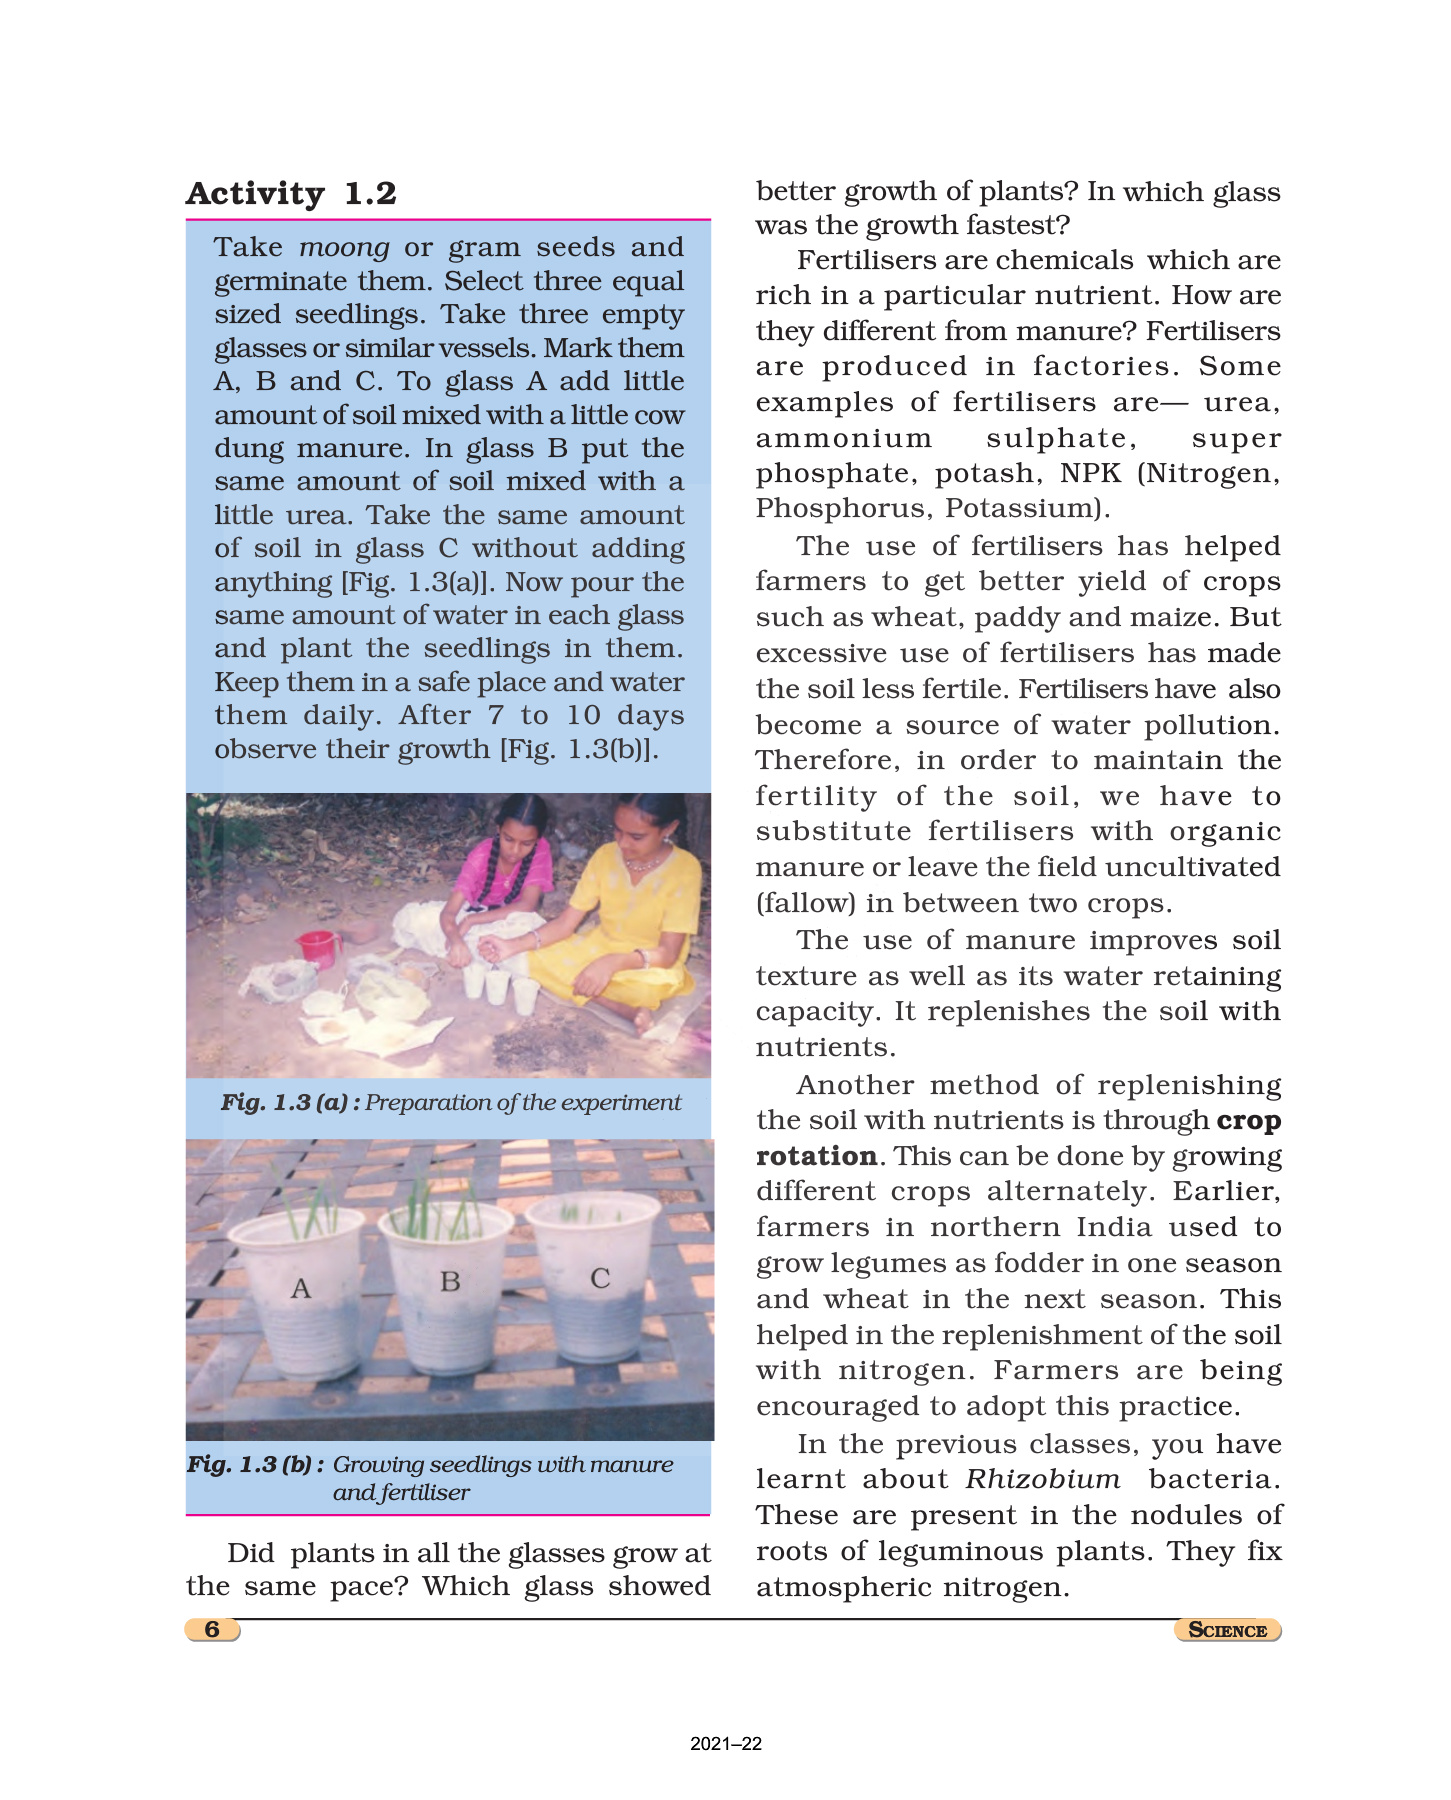 Activity 1.2
Take moong or gram seeds and
germinate them. Select three equal
sized seedlings. Take three empty
glasses or similar vessels. Mark them
A, B and C. To glass A add little
amount of soil mixed with a little cow
dung manure. In glass B put the
same amount of soil mixed with a
little urea. Take the same amount
of soil in glass C without adding
anything [Fig. 1.3(a)]. Now pour the
same amount of water in each glass
and plant the seedlings in them.
Keep them in a safe place and water
them daily. After 7 to 10 days
observe their growth [Fig. 1.3(b)].
Fig. 1.3 (a) : Preparation of the experiment
A
B
C
Fig. 1.3 (b) : Growing seedlings with manure
and fertiliser
Did plants in all the glasses grow at
the same pace? Which glass showed
better growth of plants? In which glass
was the growth fastest?
Fertilisers are chemicals which are
rich in a particular nutrient. How are
they different from manure? Fertilisers
are produced in factories. Some
examples of fertilisers are— urea,
ammonium sulphate, super
phosphate, potash, NPK (Nitrogen,
Phosphorus, Potassium).
The use of fertilisers has helped
farmers to get better yield of crops
such as wheat, paddy and maize. But
excessive use of fertilisers has made
the soil less fertile. Fertilisers have also
become a source of water pollution.
Therefore, in order to maintain the
fertility of the soil, we have to
substitute fertilisers with organic
manure or leave the field uncultivated
(fallow) in between two crops.
The use of manure improves soil
texture as well as its water retaining
capacity. It replenishes the soil with
nutrients.
Another method of replenishing
the soil with nutrients is through crop
rotation. This can be done by growing
different crops alternately. Earlier,
farmers in northern India used to
grow legumes as fodder in one season
and wheat in the next season. This
helped in the replenishment of the soil
with nitrogen. Farmers are being
encouraged to adopt this practice.
In the previous classes, you have
learnt about Rhizobium bacteria.
These are present in the nodules of
roots of leguminous plants. They fix
atmospheric nitrogen.
6
SCIENCE
2021–22